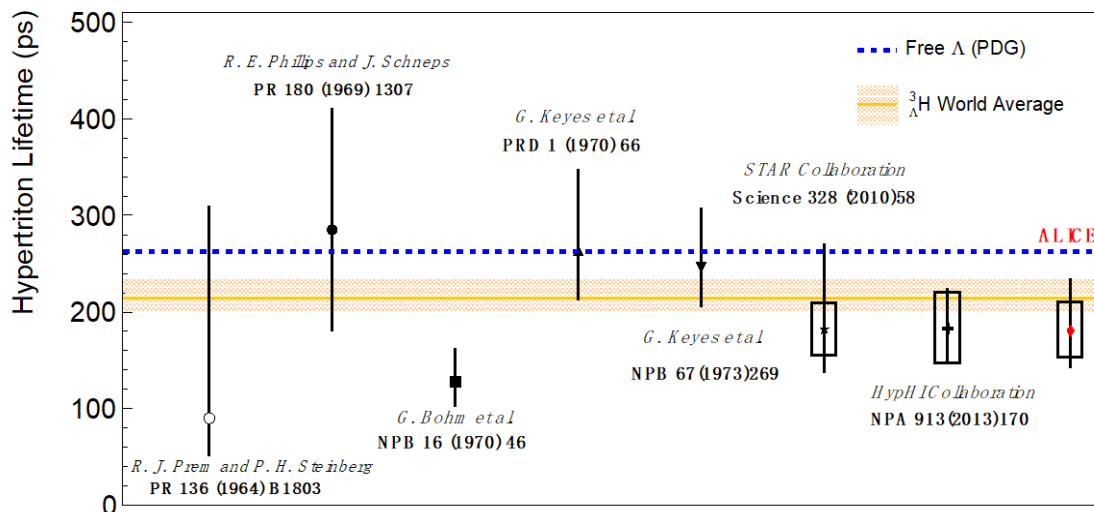 Hypertriton Lifetime (ps)
500
400
300
200
100
0
R.E.Phillips and J.Schneps
PR 180 (1969)1307
G.Keyes et al.
PRD 1 (1970)66
STAR Collaboration
Science 328 (2010)58
Free Λ (PDG)
³ΛH World Average
ALICE
G.Keyes et al.
NPB 67(1973)269
HypHI Collaboration
NPA 913(2013)170
G.Bohm et al.
NPB 16 (1970)46
R.J.Prem and P.H.Steinberg
PR 136 (1964)B1803